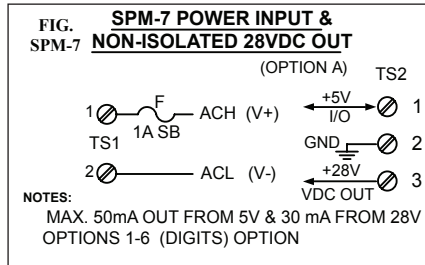 FIG. SPM-7 POWER INPUT &
SPM-7 NON-ISOLATED 28VDC OUT
(OPTION A) TS2
1 F ACH (V+) +5V 1
1A SB I/O
TS1 GND 2
2 ACL (V-) +28V 3
NOTES: VDC OUT
MAX. 50mA OUT FROM 5V & 30 mA FROM 28V
OPTIONS 1-6 (DIGITS) OPTION